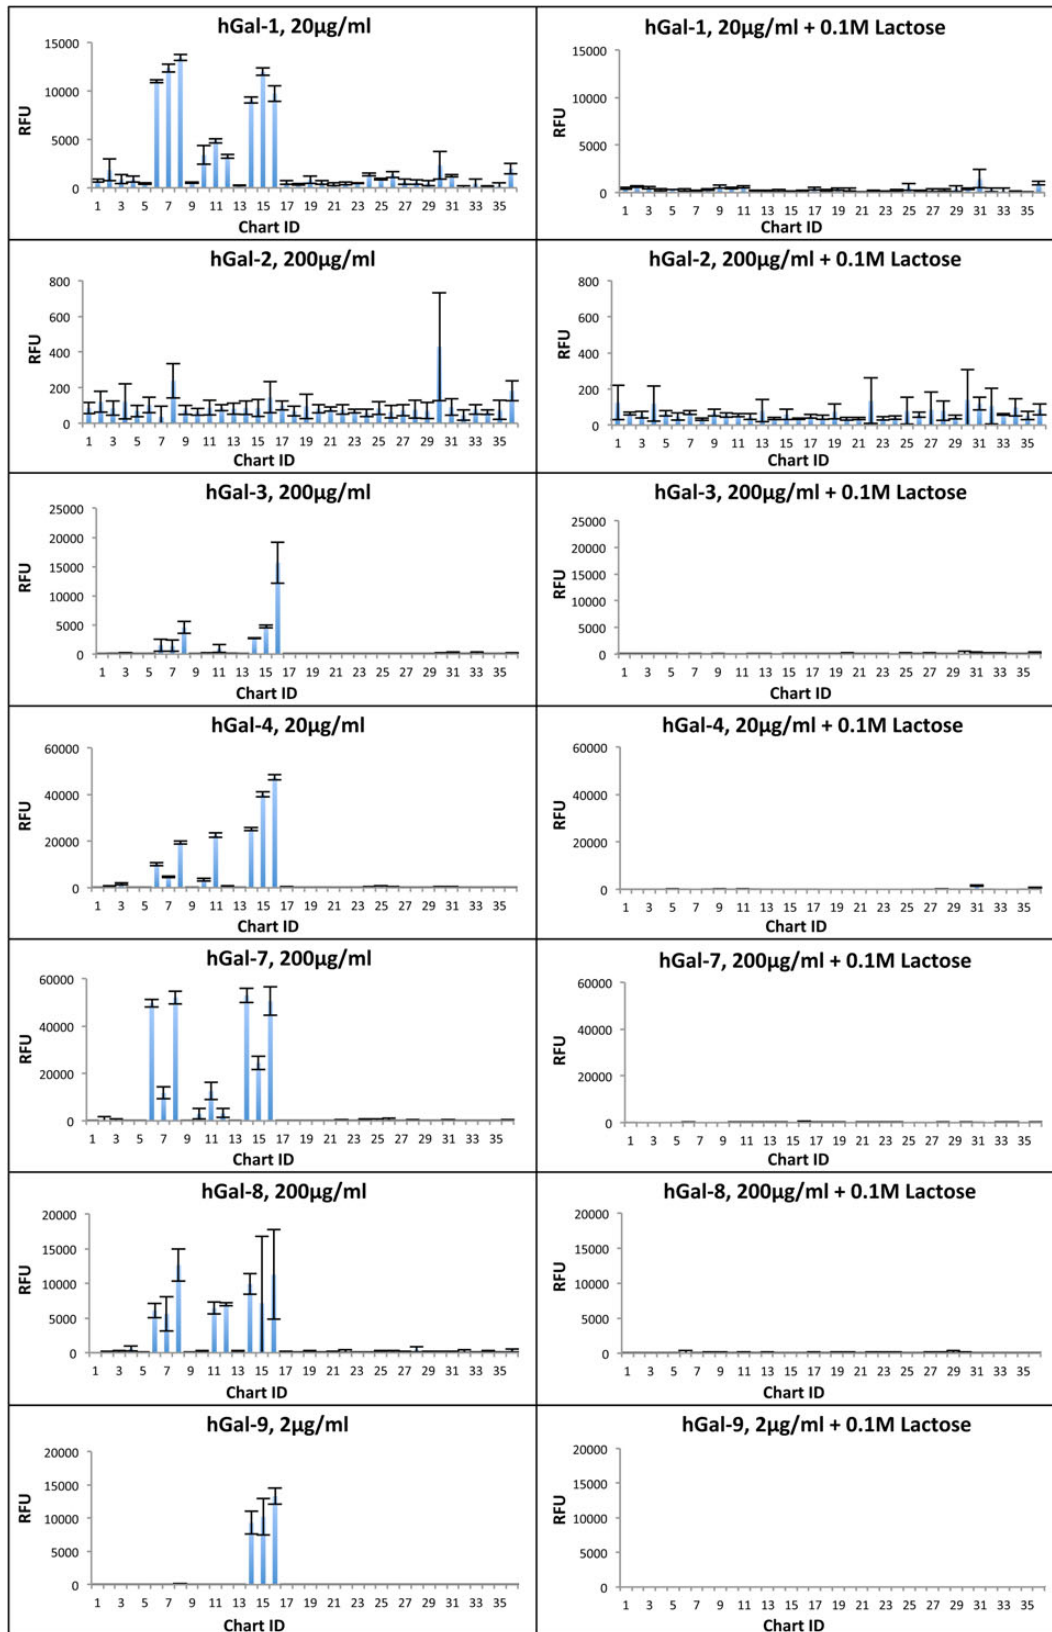 hGal-1, 20µg/ml
15000
10000
5000
0
RFU
1 3 5 7 9 11 13 15 17 19 21 23 25 27 29 31 33 35
Chart ID
hGal-1, 20µg/ml + 0.1M Lactose
15000
10000
5000
0
RFU
1 3 5 7 9 11 13 15 17 19 21 23 25 27 29 31 33 35
Chart ID
hGal-2, 200µg/ml
800
600
400
200
0
RFU
1 3 5 7 9 11 13 15 17 19 21 23 25 27 29 31 33 35
Chart ID
hGal-2, 200µg/ml + 0.1M Lactose
800
600
400
200
0
RFU
1 3 5 7 9 11 13 15 17 19 21 23 25 27 29 31 33 35
Chart ID
hGal-3, 200µg/ml
25000
20000
15000
10000
5000
0
RFU
1 3 5 7 9 11 13 15 17 19 21 23 25 27 29 31 33 35
Chart ID
hGal-3, 200µg/ml + 0.1M Lactose
25000
20000
15000
10000
5000
0
RFU
1 3 5 7 9 11 13 15 17 19 21 23 25 27 29 31 33 35
Chart ID
hGal-4, 20µg/ml
60000
40000
20000
0
RFU
1 3 5 7 9 11 13 15 17 19 21 23 25 27 29 31 33 35
Chart ID
hGal-4, 20µg/ml + 0.1M Lactose
60000
40000
20000
0
RFU
1 3 5 7 9 11 13 15 17 19 21 23 25 27 29 31 33 35
Chart ID
hGal-7, 200µg/ml
60000
40000
20000
0
RFU
1 3 5 7 9 11 13 15 17 19 21 23 25 27 29 31 33 35
Chart ID
hGal-7, 200µg/ml + 0.1M Lactose
60000
40000
20000
0
RFU
1 3 5 7 9 11 13 15 17 19 21 23 25 27 29 31 33 35
Chart ID
hGal-8, 200µg/ml
20000
15000
10000
5000
0
RFU
1 3 5 7 9 11 13 15 17 19 21 23 25 27 29 31 33 35
Chart ID
hGal-8, 200µg/ml + 0.1M Lactose
20000
15000
10000
5000
0
RFU
1 3 5 7 9 11 13 15 17 19 21 23 25 27 29 31 33 35
Chart ID
hGal-9, 2µg/ml
20000
15000
10000
5000
0
RFU
1 3 5 7 9 11 13 15 17 19 21 23 25 27 29 31 33 35
Chart ID
hGal-9, 2µg/ml + 0.1M Lactose
20000
15000
10000
5000
0
RFU
1 3 5 7 9 11 13 15 17 19 21 23 25 27 29 31 33 35
Chart ID